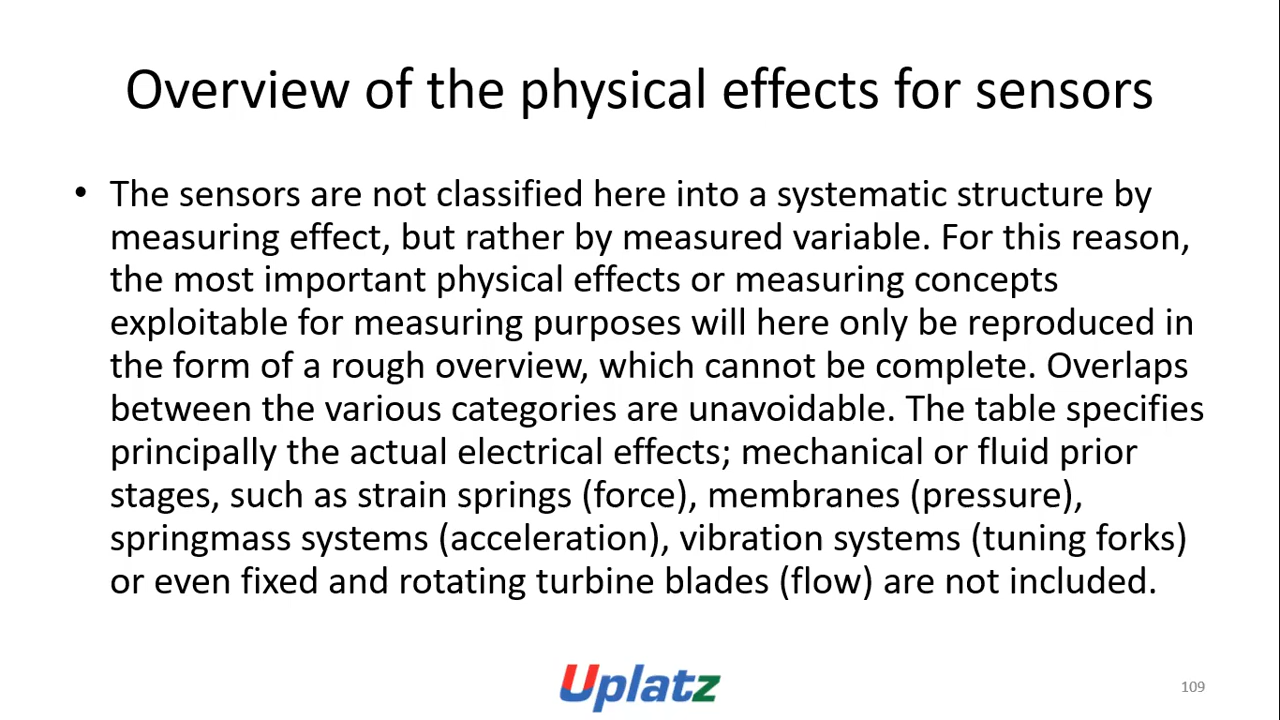 Overview of the physical effects for sensors
• The sensors are not classified here into a systematic structure by
measuring effect, but rather by measured variable. For this reason,
the most important physical effects or measuring concepts
exploitable for measuring purposes will here only be reproduced in
the form of a rough overview, which cannot be complete. Overlaps
between the various categories are unavoidable. The table specifies
principally the actual electrical effects; mechanical or fluid prior
stages, such as strain springs (force), membranes (pressure),
springmass systems (acceleration), vibration systems (tuning forks)
or even fixed and rotating turbine blades (flow) are not included.
Uplatz
109